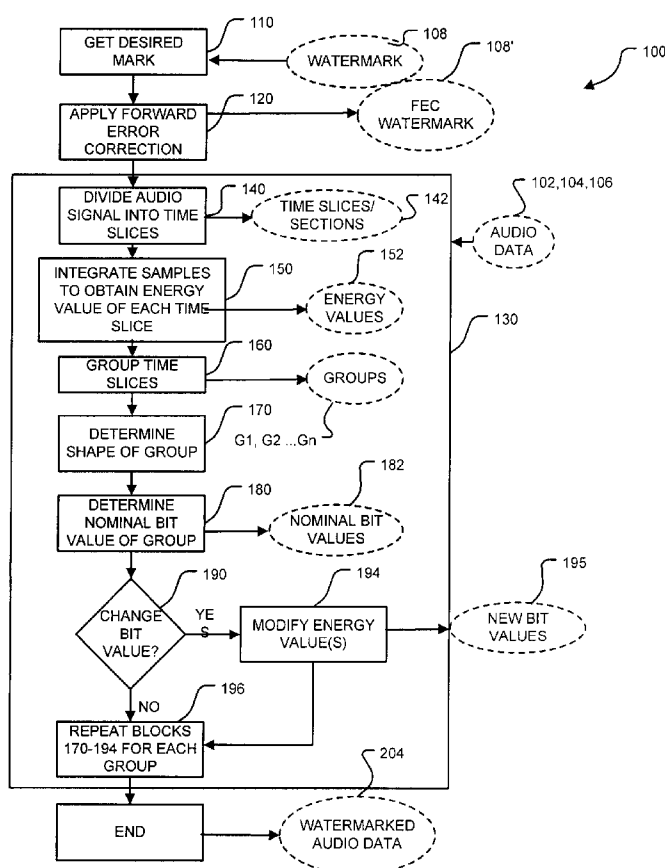 110
GET DESIRED
MARK
108
WATERMARK
108'
100
120
APPLY FORWARD
ERROR
CORRECTION
FEC
WATERMARK
140
DIVIDE AUDIO
SIGNAL INTO TIME
SLICES
TIME SLICES/
SECTIONS
142
102,104,106
AUDIO
DATA
150
INTEGRATE SAMPLES
TO OBTAIN ENERGY
VALUE OF EACH TIME
SLICE
152
ENERGY
VALUES
130
160
GROUP TIME
SLICES
GROUPS
170
DETERMINE
SHAPE OF GROUP
G1, G2 ...Gn
180
DETERMINE
NOMINAL BIT
VALUE OF GROUP
182
NOMINAL BIT
VALUES
190
CHANGE
BIT
VALUE?
YE
S
194
MODIFY ENERGY
VALUE(S)
195
NEW BIT
VALUES
NO
196
REPEAT BLOCKS
170-194 FOR EACH
GROUP
204
END
WATERMARKED
AUDIO DATA